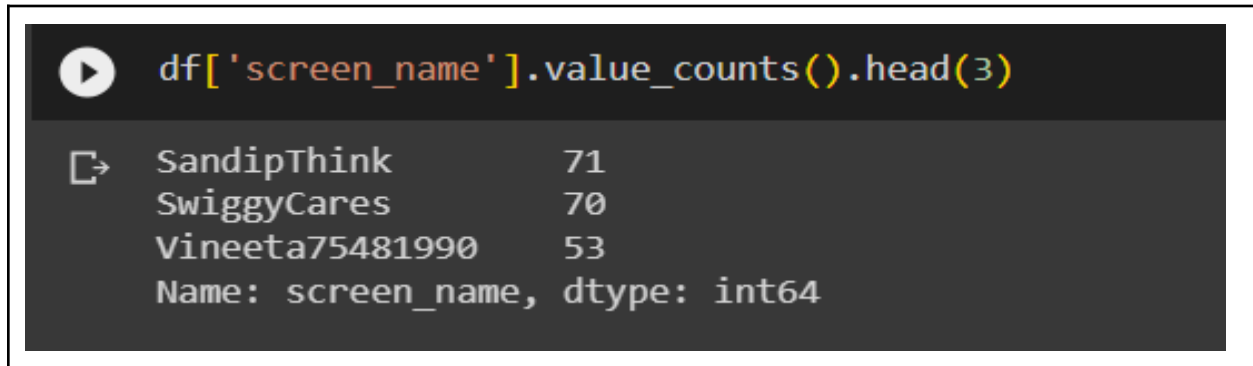 df['screen_name'].value_counts().head(3)
SandipThink 71
SwiggyCares 70
Vineeta75481990 53
Name: screen_name, dtype: int64